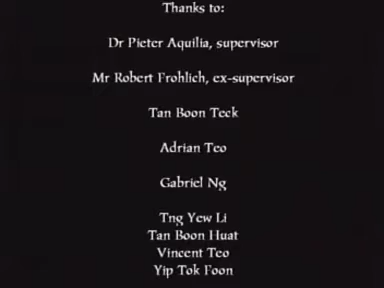 Thanks to:
Dr Pieter Aquilia, supervisor
Mr Robert Frohlich, ex-supervisor
Tan Boon Teck
Adrian Teo
Gabriel Ng
Tng Yew Li
Tan Boon Huat
Vincent Teo
Yip Tok Foon